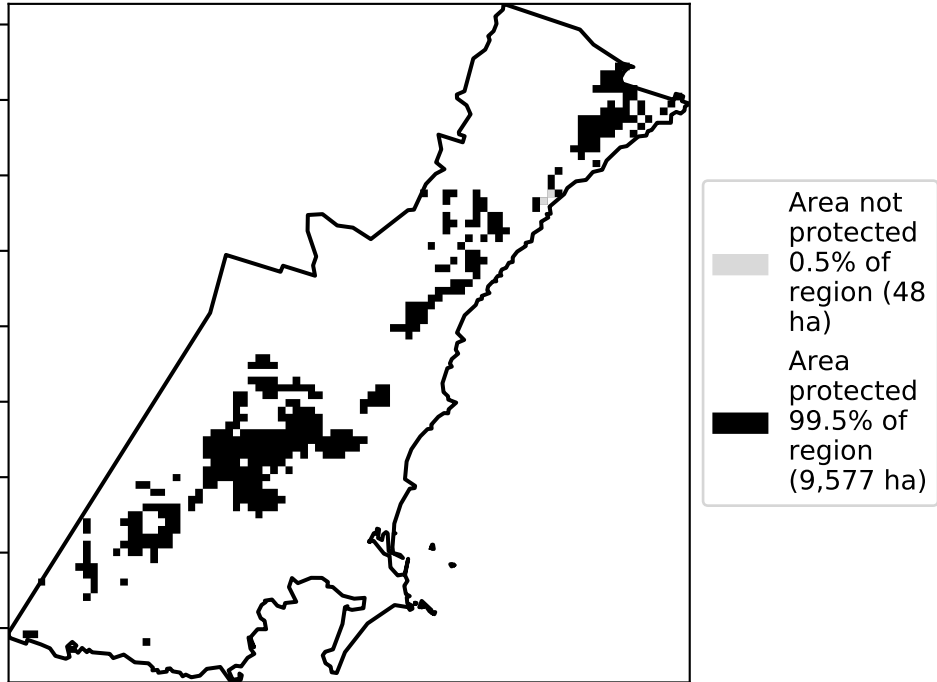 Area not
protected
0.5% of
region (48
ha)
Area
protected
99.5% of
region
(9,577 ha)